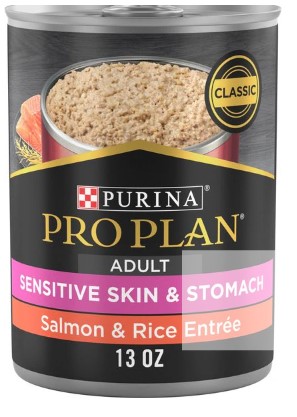 CLASSIC
PURINA®
PRO PLAN®
ADULT
SENSITIVE SKIN & STOMACH
Salmon & Rice Entrée
13 OZ